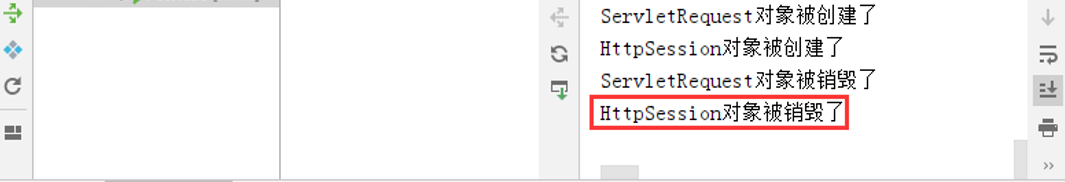 ServletRequest对象被创建了
HttpSession对象被创建了
ServletRequest对象被销毁了
HttpSession对象被销毁了